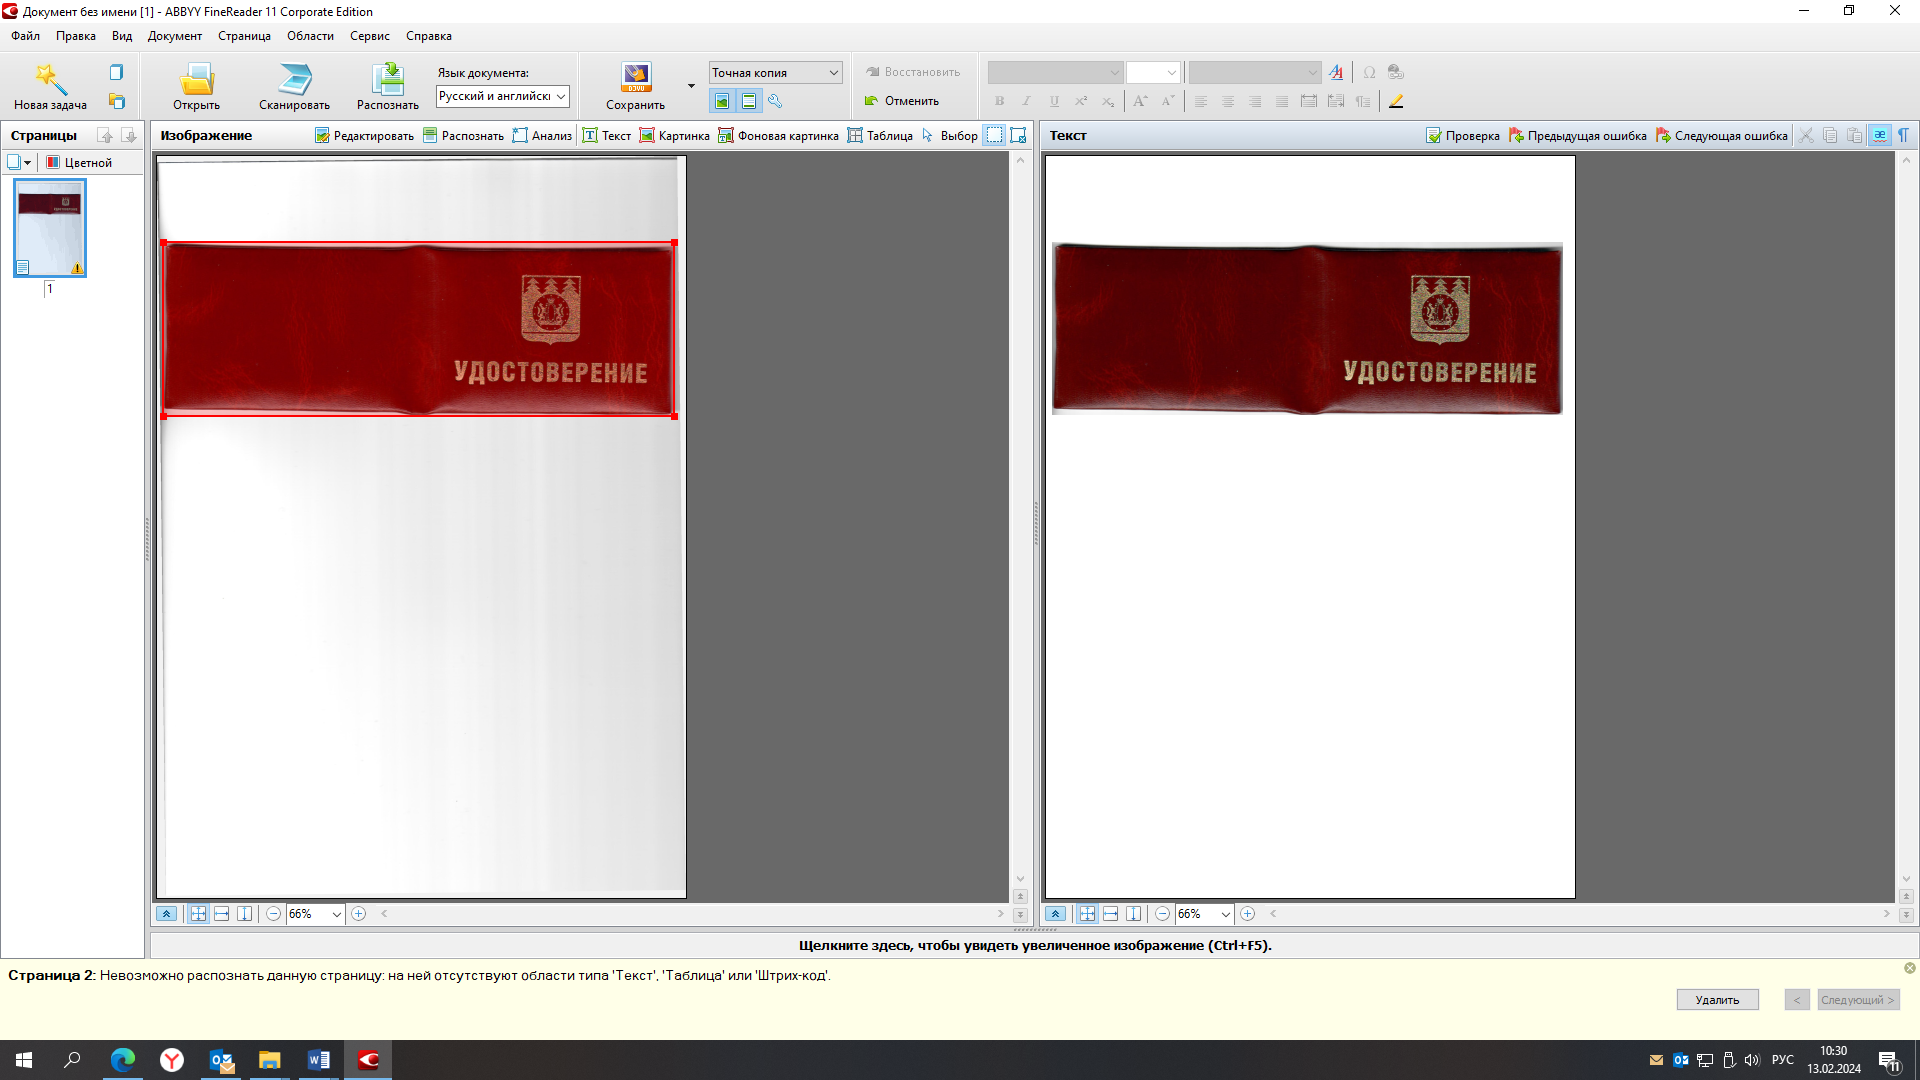 Документ без имени [1] - ABBYY FineReader 11 Corporate Edition
Файл Правка Вид Документ Страница Области Сервис Справка
Новая задача
Открыть
Сканировать
Распознать
Язык документа:
Русский и английскі
Сохранить
Точная копия
Восстановить
Отменить
Страницы
Цветной
1
Изображение
Редактировать Распознать Анализ Текст Картинка Фоновая картинка Таблица Выбор
УДОСТОВЕРЕНИЕ
66%
Текст
Проверка Предыдущая ошибка Следующая ошибка
УДОСТОВЕРЕНИЕ
66%
Щелкните здесь, чтобы увидеть увеличенное изображение (Ctrl+F5).
Страница 2: Невозможно распознать данную страницу: на ней отсутствуют области типа 'Текст', 'Таблица' или 'Штрих-код'.
Удалить < Следующий >
РУС
10:30
13.02.2024
11